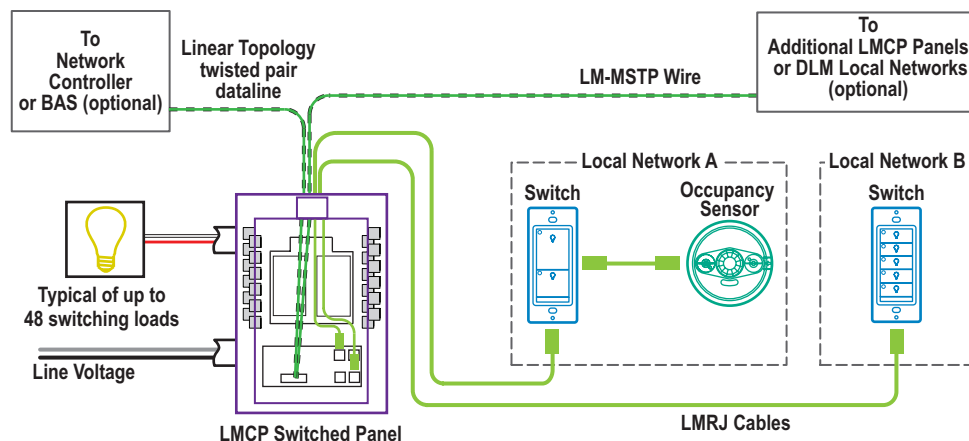 To
Network
Controller
or BAS (optional)
Linear Topology
twisted pair
dataline
LM-MSTP Wire
To
Additional LMCP Panels
or DLM Local Networks
(optional)
Local Network A
Switch
Occupancy
Sensor
Local Network B
Switch
Typical of up to
48 switching loads
Line Voltage
LMCP Switched Panel
LMRJ Cables